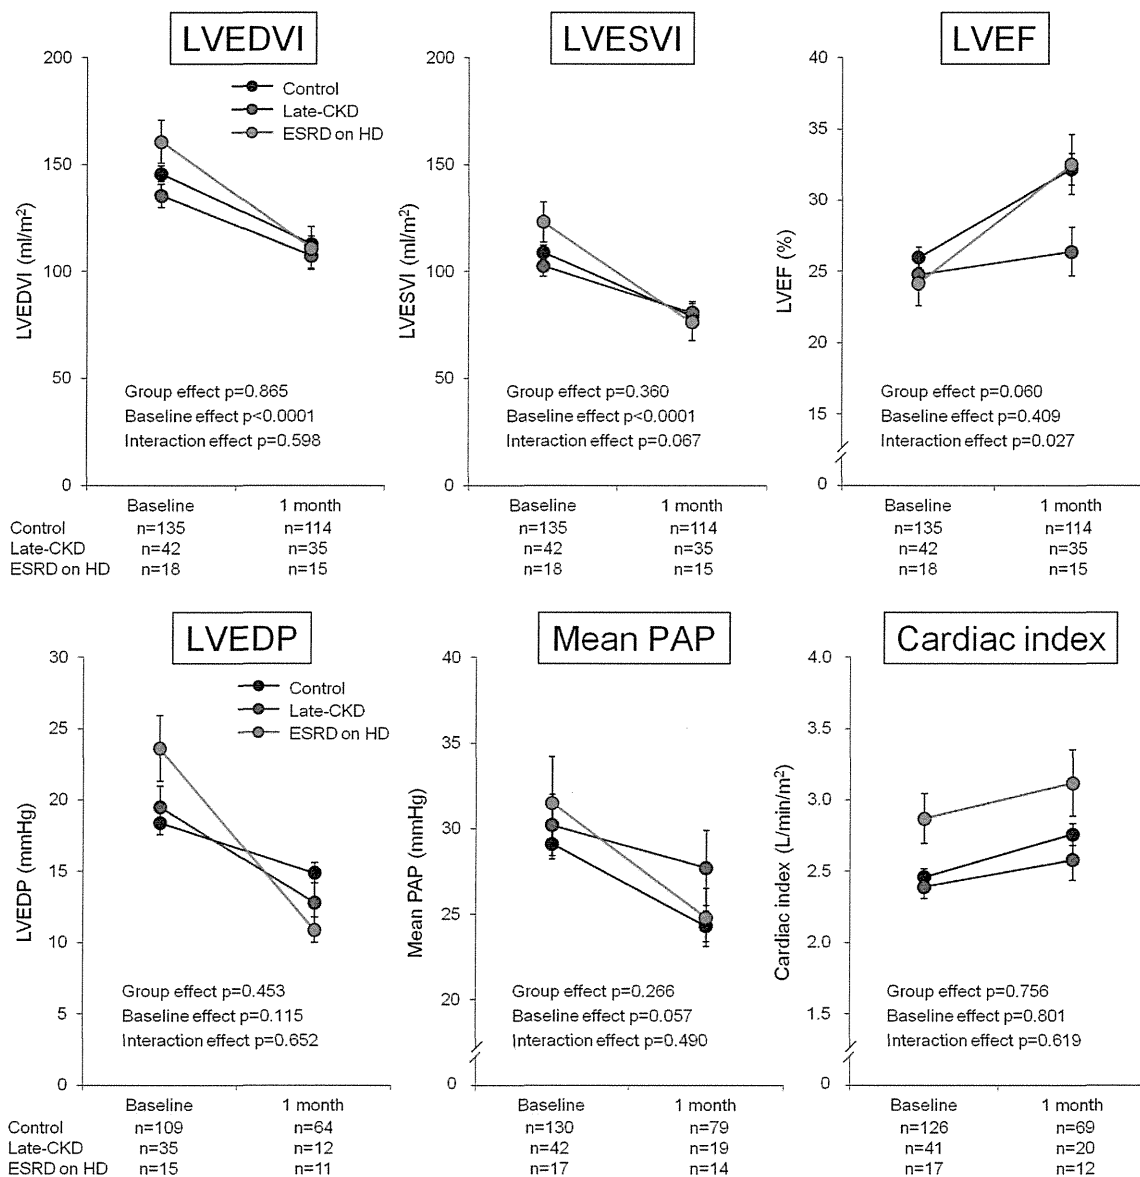 LVEDVI
200
150
100
50
0
LVEDVI (ml/m²)
Control
Late-CKD
ESRD on HD
Group effect p=0.865
Baseline effect p<0.0001
Interaction effect p=0.598
LVESVI
200
150
100
50
0
LVESVI (ml/m²)
Group effect p=0.360
Baseline effect p<0.0001
Interaction effect p=0.067
LVEF
40
35
30
25
20
15
0
LVEF (%)
Group effect p=0.060
Baseline effect p=0.409
Interaction effect p=0.027
Baseline 1 month Baseline 1 month Baseline 1 month
Control n=135 n=114 n=135 n=114 n=135 n=114
Late-CKD n=42 n=35 n=42 n=35 n=42 n=35
ESRD on HD n=18 n=15 n=18 n=15 n=18 n=15
LVEDP
30
25
20
15
10
5
0
LVEDP (mmHg)
Control
Late-CKD
ESRD on HD
Group effect p=0.453
Baseline effect p=0.115
Interaction effect p=0.652
Mean PAP
40
35
30
25
20
0
Mean PAP (mmHg)
Group effect p=0.266
Baseline effect p=0.057
Interaction effect p=0.490
Cardiac index
4.0
3.5
3.0
2.5
2.0
1.5
0
Cardiac index (L/min/m²)
Group effect p=0.756
Baseline effect p=0.801
Interaction effect p=0.619
Baseline 1 month Baseline 1 month Baseline 1 month
Control n=109 n=64 n=130 n=79 n=126 n=69
Late-CKD n=35 n=12 n=42 n=19 n=41 n=20
ESRD on HD n=15 n=11 n=17 n=14 n=17 n=12